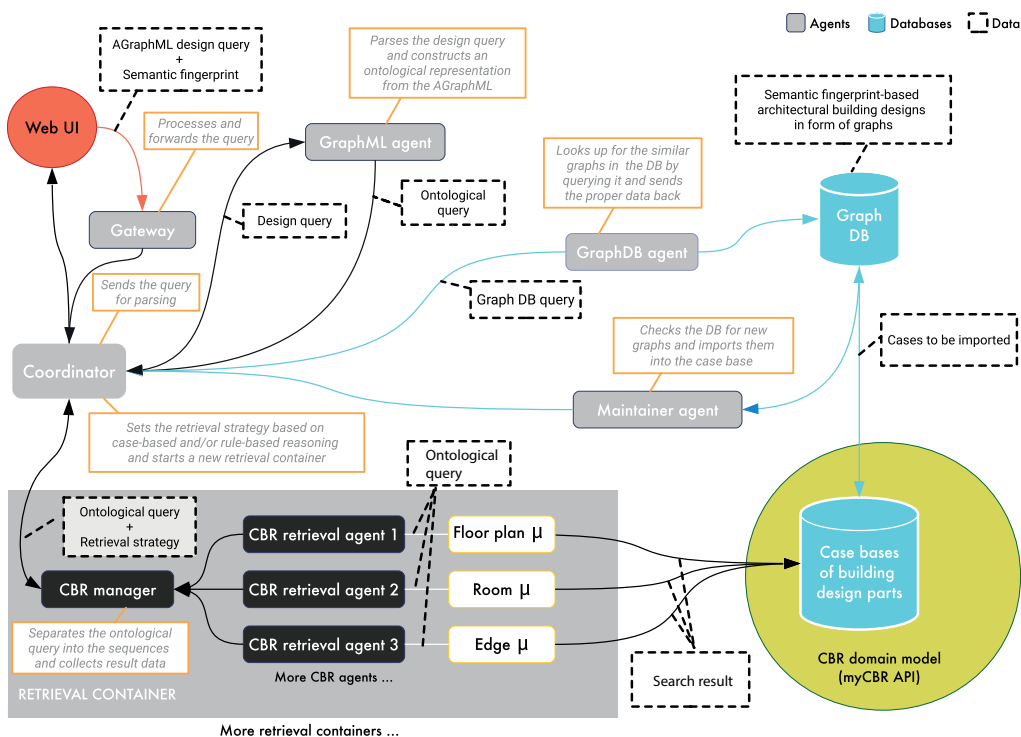 Agents
Databases
Data
AGraphML design query
+
Semantic fingerprint
Parses the design query
and constructs an
ontological representation
from the AGraphML
Semantic fingerprint-based
architectural building designs
in form of graphs
Web UI
Processes and
forwards the query
GraphML agent
Looks up for the similar
graphs in the DB by
querying it and sends
the proper data back
Ontological
query
Design query
Gateway
Graph
DB
GraphDB agent
Sends the query
for parsing
Graph DB query
Checks the DB for new
graphs and imports them
into the case base
Cases to be imported
Coordinator
Maintainer agent
Sets the retrieval strategy based on
case-based and/or rule-based reasoning
and starts a new retrieval container
Ontological
query
Ontological query
+
Retrieval strategy
CBR retrieval agent 1
Floor plan μ
CBR manager
CBR retrieval agent 2
Room μ
Case bases
of building
design parts
Separates the ontological
query into the sequences
and collects result data
CBR retrieval agent 3
Edge μ
More CBR agents ...
Search result
CBR domain model
(myCBR API)
RETRIEVAL CONTAINER
More retrieval containers ...